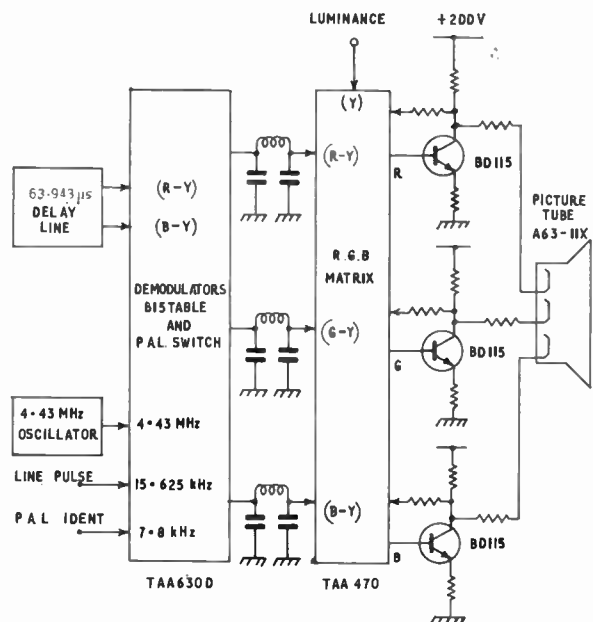 LUMINANCE
+200V
(Y)
(R-Y)
R
BD115
63·943µs
DELAY
LINE
(R-Y)
(B-Y)
PICTURE
TUBE
A63-11X
R.G.B
MATRIX
DEMODULATORS
BISTABLE
AND
P.A.L. SWITCH
(G-Y)
G
BD115
4·43 MHz
OSCILLATOR
4·43 MHz
LINE PULSE
15·625 kHz
P.A.L IDENT
7·8 kHz
(B-Y)
B
BD115
TAA630D
TAA 470